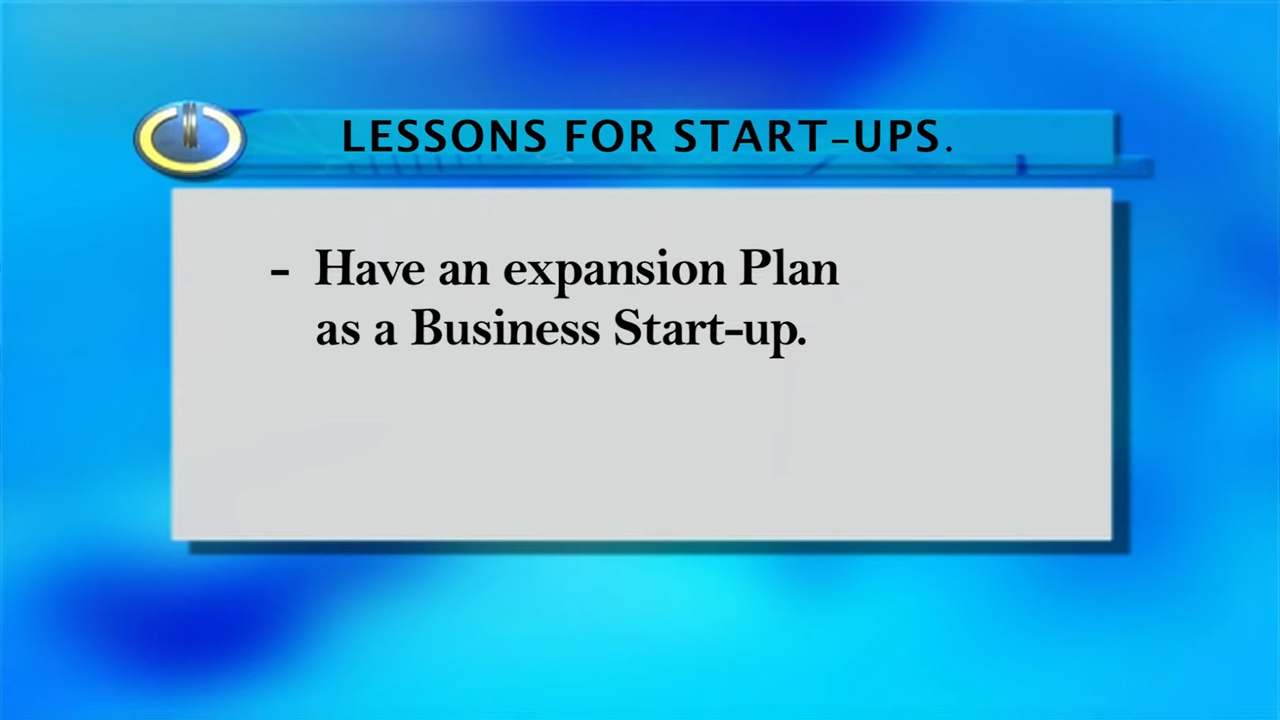 LESSONS FOR START-UPS.
- Have an expansion Plan
as a Business Start-up.